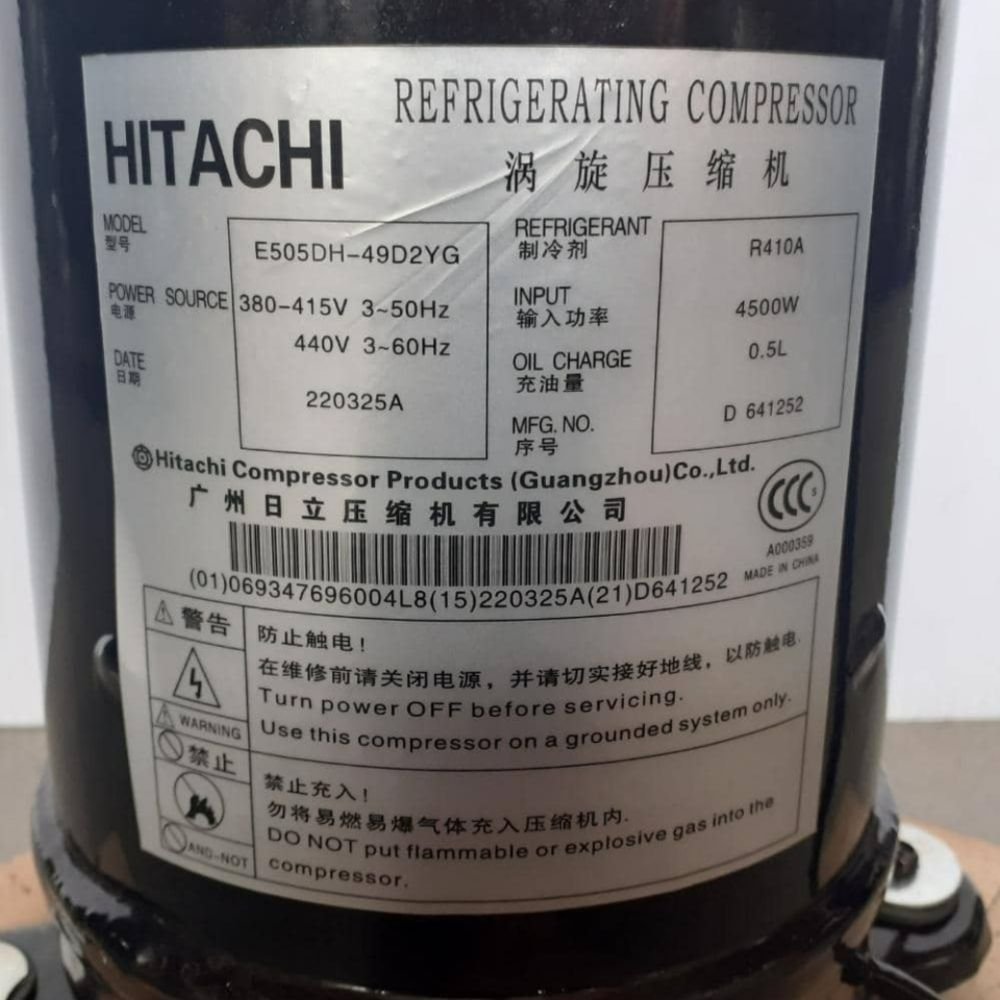 REFRIGERATING COMPRESSOR
HITACHI
涡旋压缩机
MODEL
型号
E505DH-49D2YG
REFRIGERANT
制冷剂
R410A
POWER SOURCE
电源
380-415V 3~50Hz
440V 3~60Hz
INPUT
输入功率
4500W
DATE
日期
220325A
OIL CHARGE
充油量
0.5L
MFG. NO.
序号
D 641252
Hitachi Compressor Products (Guangzhou)Co.,Ltd.
广州日立压缩机有限公司
CCC S
A000359
MADE IN CHINA
(01)069347696004L8(15)220325A(21)D641252
警告
WARNING
防止触电!
在维修前请关闭电源，并请切实接好地线，以防触电.
Turn power OFF before servicing.
Use this compressor on a grounded system only.
禁止
AND-NOT
禁止充入!
勿将易燃易爆气体充入压缩机内.
DO NOT put flammable or explosive gas into the
compressor.